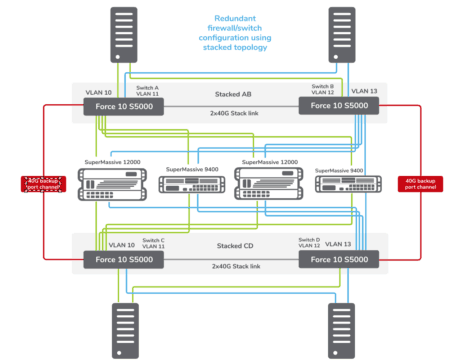 Redundant
firewall/switch
configuration using
stacked topology
VLAN 10
Switch A
VLAN 11
Stacked AB
Switch B
VLAN 12
VLAN 13
Force 10 S5000
2x40G Stack link
Force 10 S5000
SuperMassive 12000
SuperMassive 9400
SuperMassive 12000
SuperMassive 9400
40G backup
port channel
40G backup
port channel
VLAN 10
Switch C
VLAN 11
Stacked CD
Switch D
VLAN 12
VLAN 13
Force 10 S5000
2x40G Stack link
Force 10 S5000